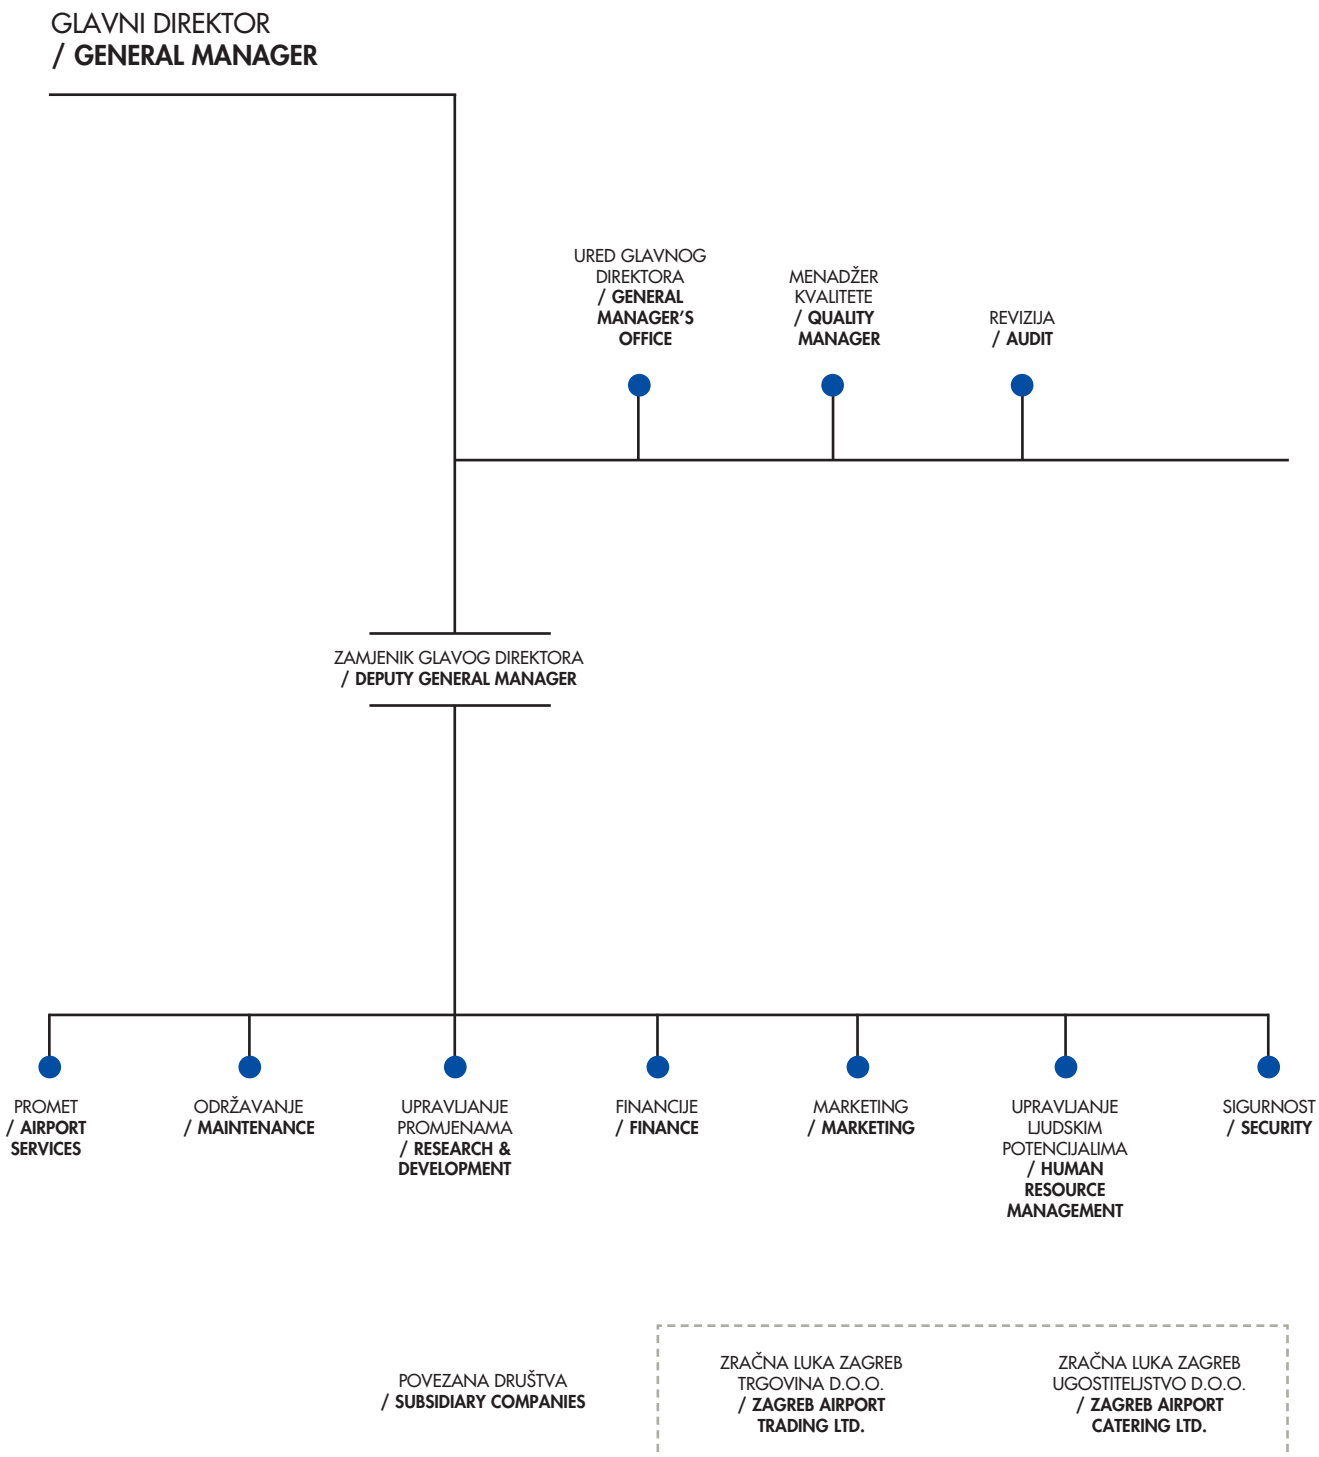 GLAVNI DIREKTOR
/ GENERAL MANAGER
URED GLAVNOG
DIREKTORA
/ GENERAL
MANAGER'S
OFFICE
MENADŽER
KVALITETE
/ QUALITY
MANAGER
REVIZIJA
/ AUDIT
ZAMJENIK GLAVOG DIREKTORA
/ DEPUTY GENERAL MANAGER
PROMET
/ AIRPORT
SERVICES
ODRŽAVANJE
/ MAINTENANCE
UPRAVLJANJE
PROMJENAMA
/ RESEARCH &
DEVELOPMENT
FINANCIJE
/ FINANCE
MARKETING
/ MARKETING
UPRAVLJANJE
LJUDSKIM
POTENCIJALIMA
/ HUMAN
RESOURCE
MANAGEMENT
SIGURNOST
/ SECURITY
POVEZANA DRUŠTVA
/ SUBSIDIARY COMPANIES
ZRAČNA LUKA ZAGREB
TRGOVINA D.O.O.
/ ZAGREB AIRPORT
TRADING LTD.
ZRAČNA LUKA ZAGREB
UGOSTITELJSTVO D.O.O.
/ ZAGREB AIRPORT
CATERING LTD.